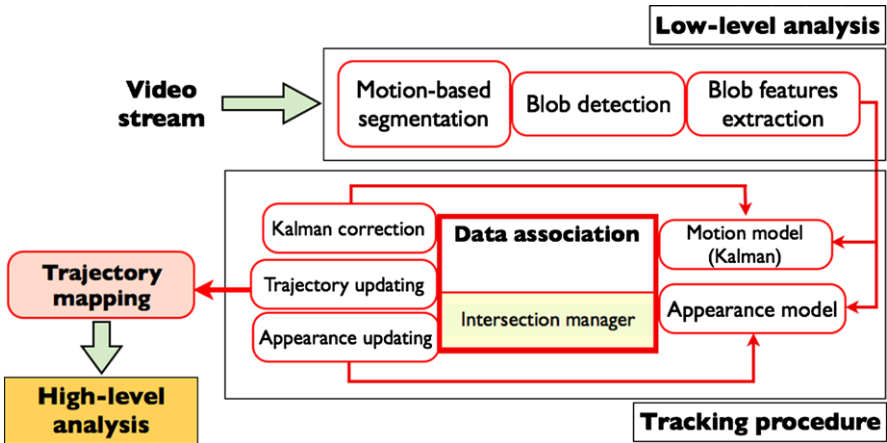 Low-level analysis
Video
stream
Motion-based
segmentation
Blob detection
Blob features
extraction
Kalman correction
Data association
Motion model
(Kalman)
Trajectory
mapping
Trajectory updating
Intersection manager
Appearance model
Appearance updating
High-level
analysis
Tracking procedure